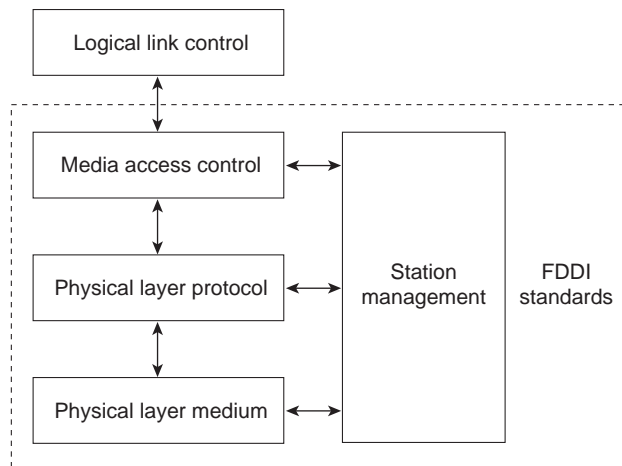 Logical link control
Media access control
Physical layer protocol
Physical layer medium
Station
management
FDDI
standards